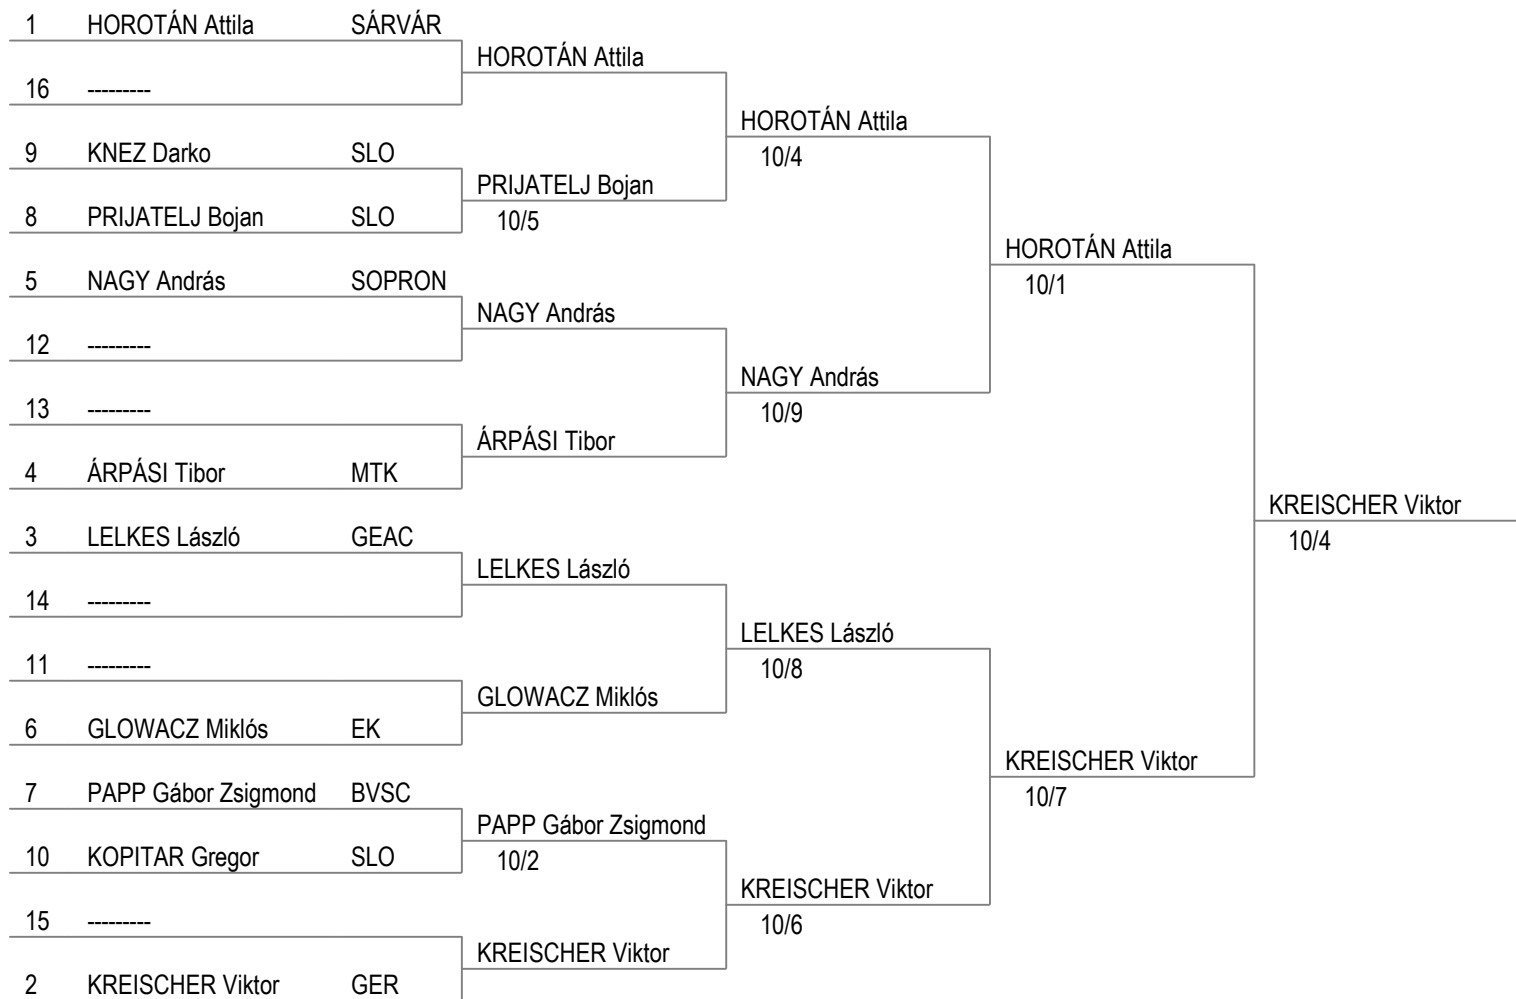 1 HOROTÁN Attila SÁRVÁR
HOROTÁN Attila
16 ---------
HOROTÁN Attila
10/4
9 KNEZ Darko SLO
PRIJATELJ Bojan
10/5
8 PRIJATELJ Bojan SLO
HOROTÁN Attila
10/1
5 NAGY András SOPRON
NAGY András
12 ---------
NAGY András
10/9
13 ---------
ÁRPÁSI Tibor
4 ÁRPÁSI Tibor MTK
KREISCHER Viktor
10/4
3 LELKES László GEAC
LELKES László
14 ---------
LELKES László
10/8
11 ---------
GLOWACZ Miklós
6 GLOWACZ Miklós EK
KREISCHER Viktor
10/7
7 PAPP Gábor Zsigmond BVSC
PAPP Gábor Zsigmond
10/2
10 KOPITAR Gregor SLO
KREISCHER Viktor
10/6
15 ---------
KREISCHER Viktor
2 KREISCHER Viktor GER